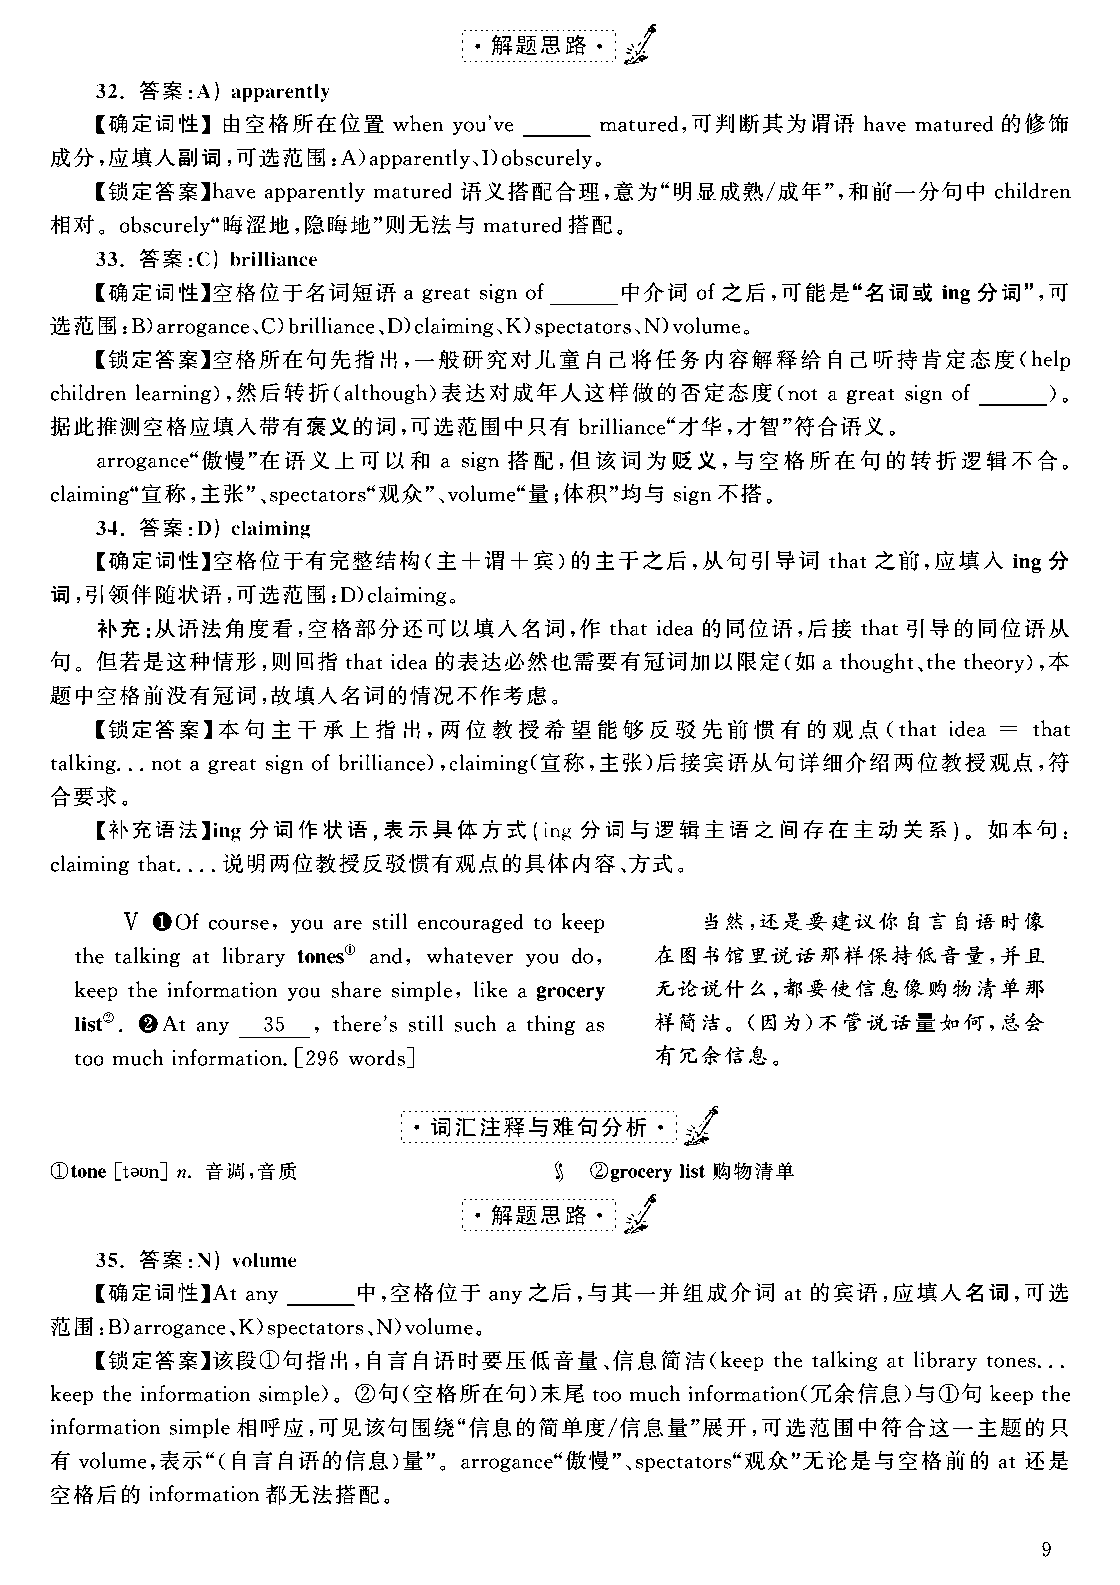 ·解题思路·
32. 答案:A) apparently
【确定词性】由空格所在位置 when you've ______ matured,可判断其为谓语 have matured 的修饰
成分,应填入副词,可选范围:A)apparently、I)obscurely。
【锁定答案】have apparently matured 语义搭配合理,意为“明显成熟/成年”,和前一分句中 children
相对。obscurely“晦涩地,隐晦地”则无法与 matured 搭配。
33. 答案:C) brilliance
【确定词性】空格位于名词短语 a great sign of ______中介词 of 之后,可能是“名词或 ing 分词”,可
选范围:B)arrogance、C)brilliance、D)claiming、K)spectators、N)volume。
【锁定答案】空格所在句先指出,一般研究对儿童自己将任务内容解释给自己听持肯定态度(help
children learning),然后转折(although)表达对成年人这样做的否定态度(not a great sign of ______)。
据此推测空格应填入带有褒义的词,可选范围中只有 brilliance“才华,才智”符合语义。
arrogance“傲慢”在语义上可以和 a sign 搭配,但该词为贬义,与空格所在句的转折逻辑不合。
claiming“宣称,主张”、spectators“观众”、volume“量;体积”均与 sign 不搭。
34. 答案:D) claiming
【确定词性】空格位于有完整结构(主+谓+宾)的主干之后,从句引导词 that 之前,应填入 ing 分
词,引领伴随状语,可选范围:D)claiming。
补充:从语法角度看,空格部分还可以填入名词,作 that idea 的同位语,后接 that 引导的同位语从
句。但若是这种情形,则回指 that idea 的表达必然也需要有冠词加以限定(如 a thought、the theory),本
题中空格前没有冠词,故填入名词的情况不作考虑。
【锁定答案】本句主干承上指出,两位教授希望能够反驳先前惯有的观点(that idea = that
talking...not a great sign of brilliance),claiming(宣称,主张)后接宾语从句详细介绍两位教授观点,符
合要求。
【补充语法】ing 分词作状语,表示具体方式(ing 分词与逻辑主语之间存在主动关系)。如本句:
claiming that....说明两位教授反驳惯有观点的具体内容、方式。
Ⅴ ❶Of course, you are still encouraged to keep
the talking at library tones① and, whatever you do,
keep the information you share simple, like a grocery
list②. ❷At any 35 , there's still such a thing as
too much information.[296 words]
当然,还是要建议你自言自语时像
在图书馆里说话那样保持低音量,并且
无论说什么,都要使信息像购物清单那
样简洁。(因为)不管说话量如何,总会
有冗余信息。
·词汇注释与难句分析·
①tone [təʊn] n. 音调,音质 ②grocery list 购物清单
·解题思路·
35. 答案:N) volume
【确定词性】At any ______中,空格位于 any 之后,与其一并组成介词 at 的宾语,应填入名词,可选
范围:B)arrogance、K)spectators、N)volume。
【锁定答案】该段①句指出,自言自语时要压低音量、信息简洁(keep the talking at library tones...
keep the information simple)。②句(空格所在句)末尾 too much information(冗余信息)与①句 keep the
information simple 相呼应,可见该句围绕“信息的简单度/信息量”展开,可选范围中符合这一主题的只
有 volume,表示“(自言自语的信息)量”。arrogance“傲慢”、spectators“观众”无论是与空格前的 at 还是
空格后的 information 都无法搭配。
9